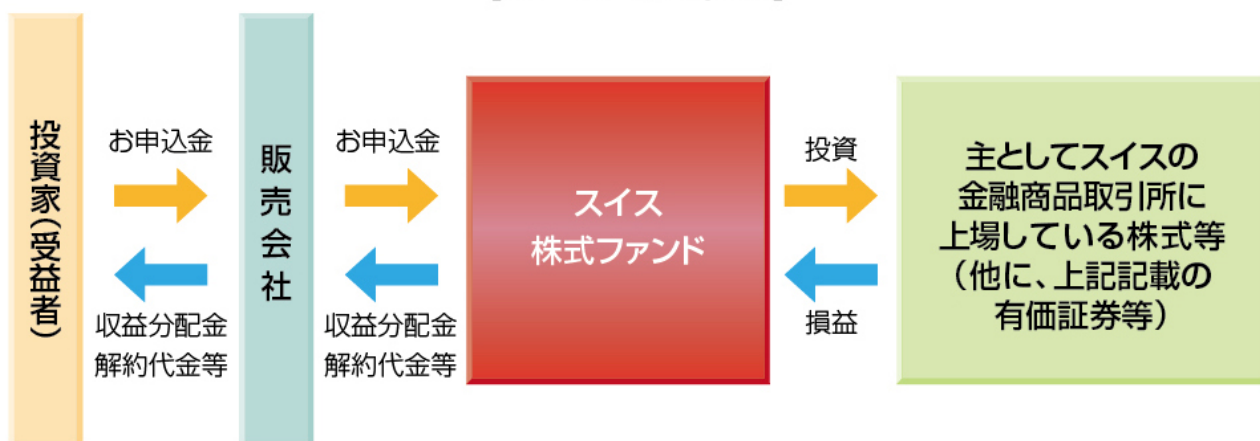 投資家(受益者)
お申込金
収益分配金
解約代金等
販売会社
お申込金
収益分配金
解約代金等
スイス
株式ファンド
投資
損益
主としてスイスの
金融商品取引所に
上場している株式等
(他に、上記記載の
有価証券等)